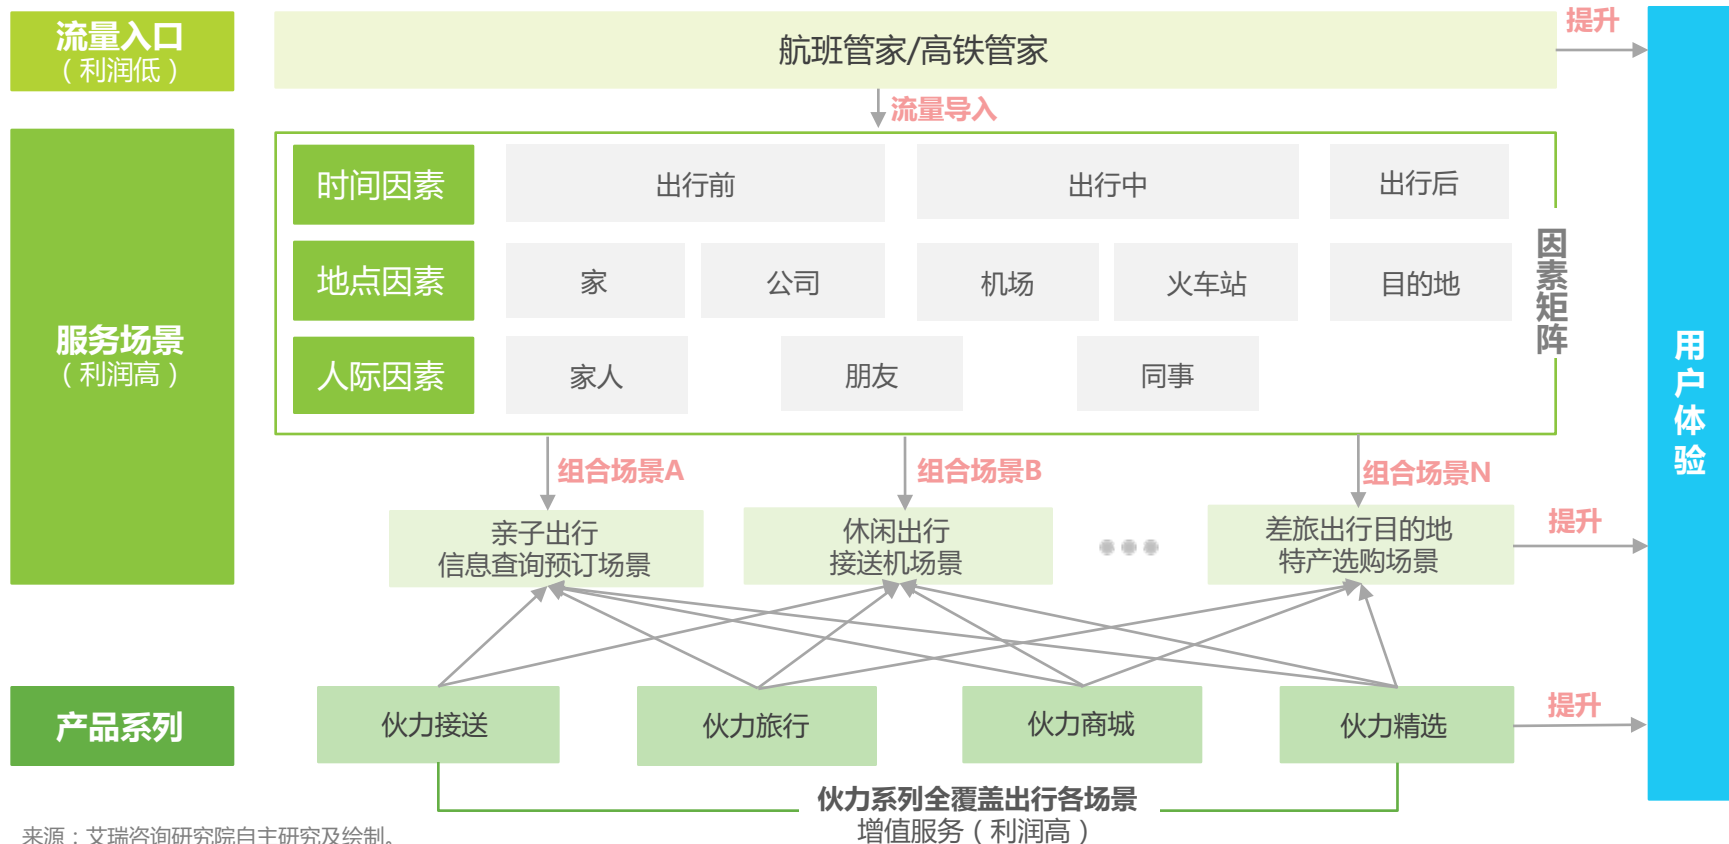 流量入口
（利润低）
航班管家/高铁管家
提升
流量导入
时间因素
出行前
出行中
出行后
地点因素
家
公司
机场
火车站
目的地
人际因素
家人
朋友
同事
因素矩阵
服务场景
（利润高）
用户体验
组合场景A
组合场景B
组合场景N
亲子出行
信息查询预订场景
休闲出行
接送机场景
差旅出行目的地
特产选购场景
提升
产品系列
伙力接送
伙力旅行
伙力商城
伙力精选
提升
伙力系列全覆盖出行各场景
增值服务（利润高）
来源：艾瑞咨询研究院自主研究及绘制。